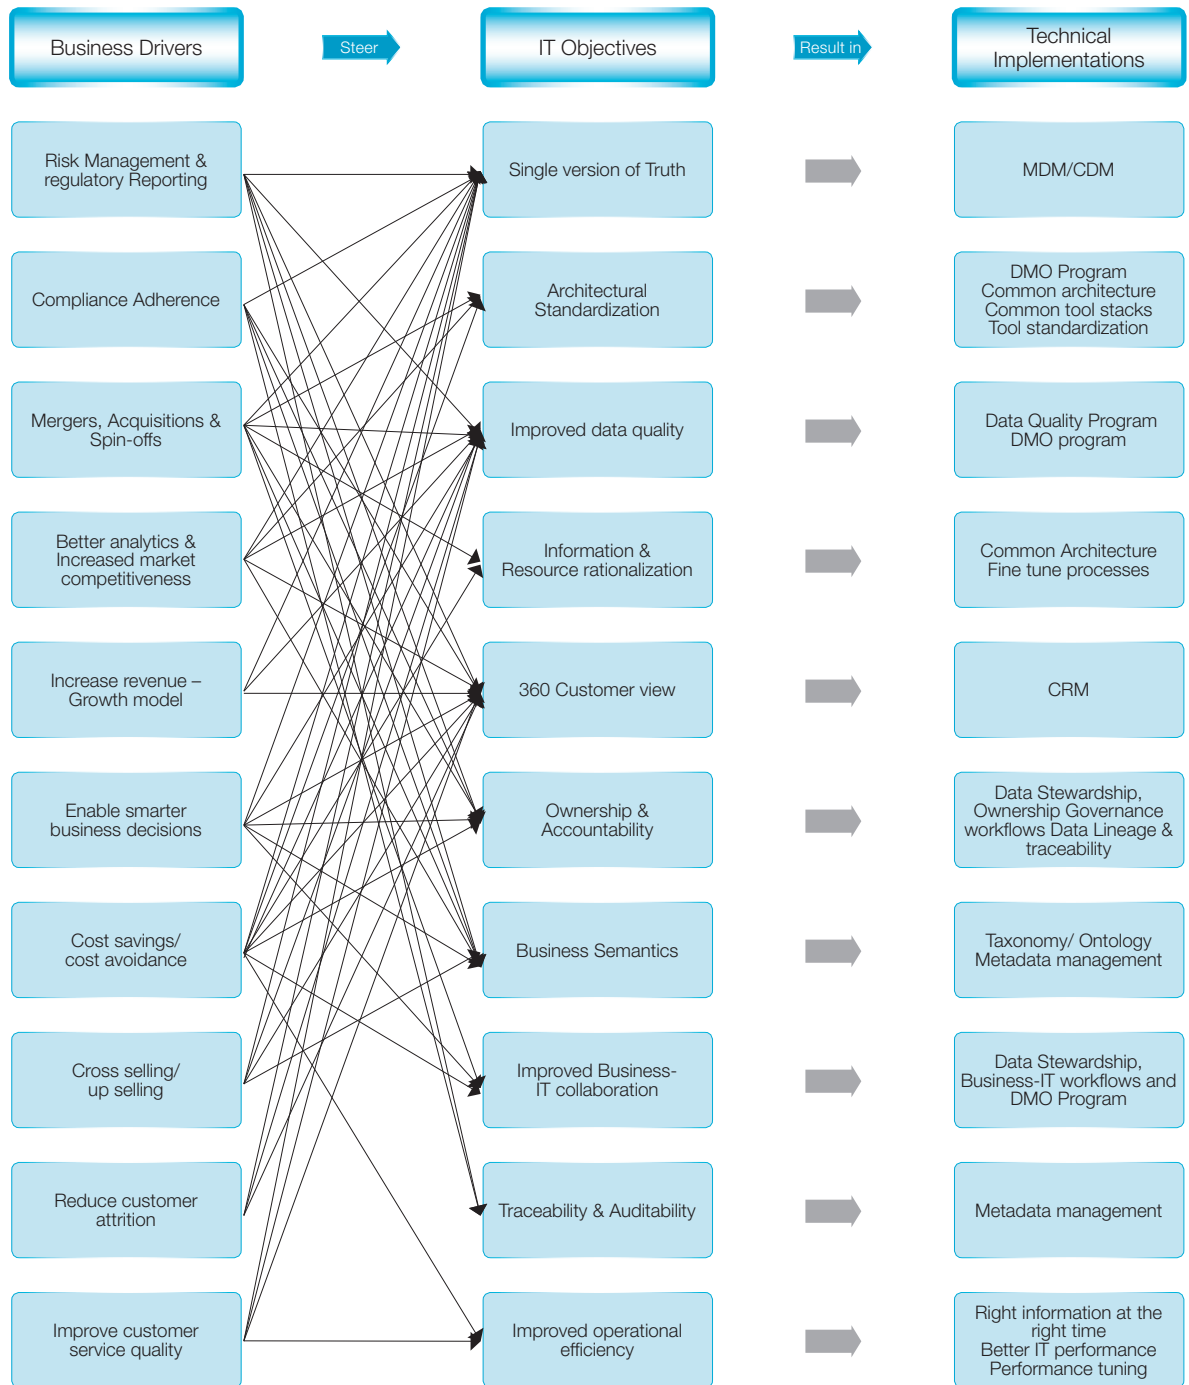 Business Drivers
Steer
IT Objectives
Result in
Technical
Implementations
Risk Management &
regulatory Reporting
Single version of Truth
MDM/CDM
Compliance Adherence
Architectural
Standardization
DMO Program
Common architecture
Common tool stacks
Tool standardization
Mergers, Acquisitions &
Spin-offs
Improved data quality
Data Quality Program
DMO program
Better analytics &
Increased market
competitiveness
Information &
Resource rationalization
Common Architecture
Fine tune processes
Increase revenue –
Growth model
360 Customer view
CRM
Enable smarter
business decisions
Ownership &
Accountability
Data Stewardship,
Ownership Governance
workflows Data Lineage &
traceability
Cost savings/
cost avoidance
Business Semantics
Taxonomy/ Ontology
Metadata management
Cross selling/
up selling
Improved Business-
IT collaboration
Data Stewardship,
Business-IT workflows and
DMO Program
Reduce customer
attrition
Traceability & Auditability
Metadata management
Improve customer
service quality
Improved operational
efficiency
Right information at the
right time
Better IT performance
Performance tuning